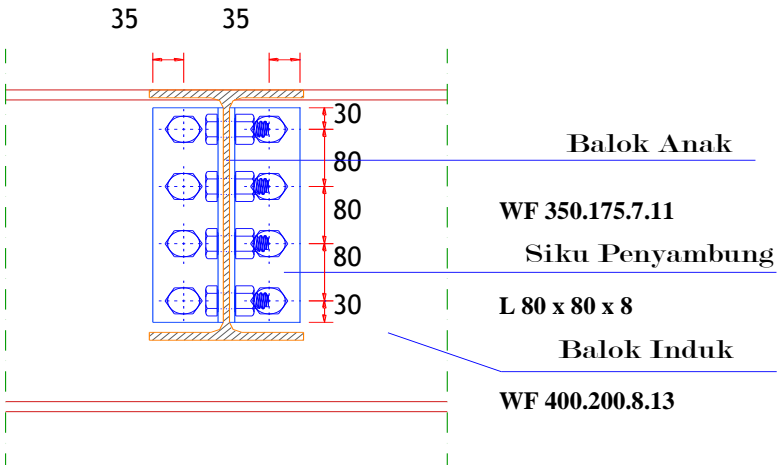 35 35
30
80
80
80
30
Balok Anak
WF 350.175.7.11
Siku Penyambung
L 80 x 80 x 8
Balok Induk
WF 400.200.8.13